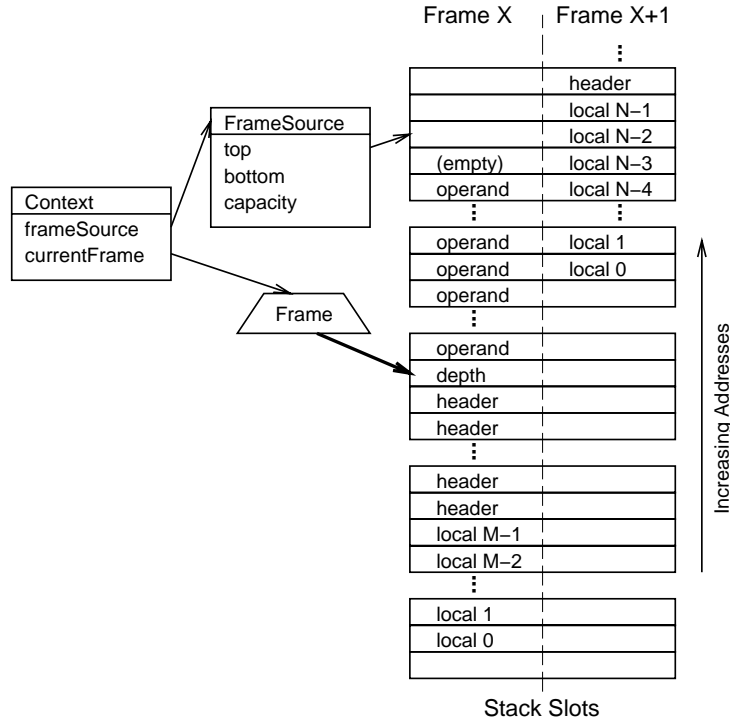 Frame X Frame X+1
header
local N−1
FrameSource
local N−2
top
(empty) local N−3
bottom
operand local N−4
capacity
Context
frameSource
operand local 1
currentFrame
operand local 0
operand
Frame
operand
depth
header
header
header
header
local M−1
local M−2
local 1
local 0
Increasing Addresses
Stack Slots